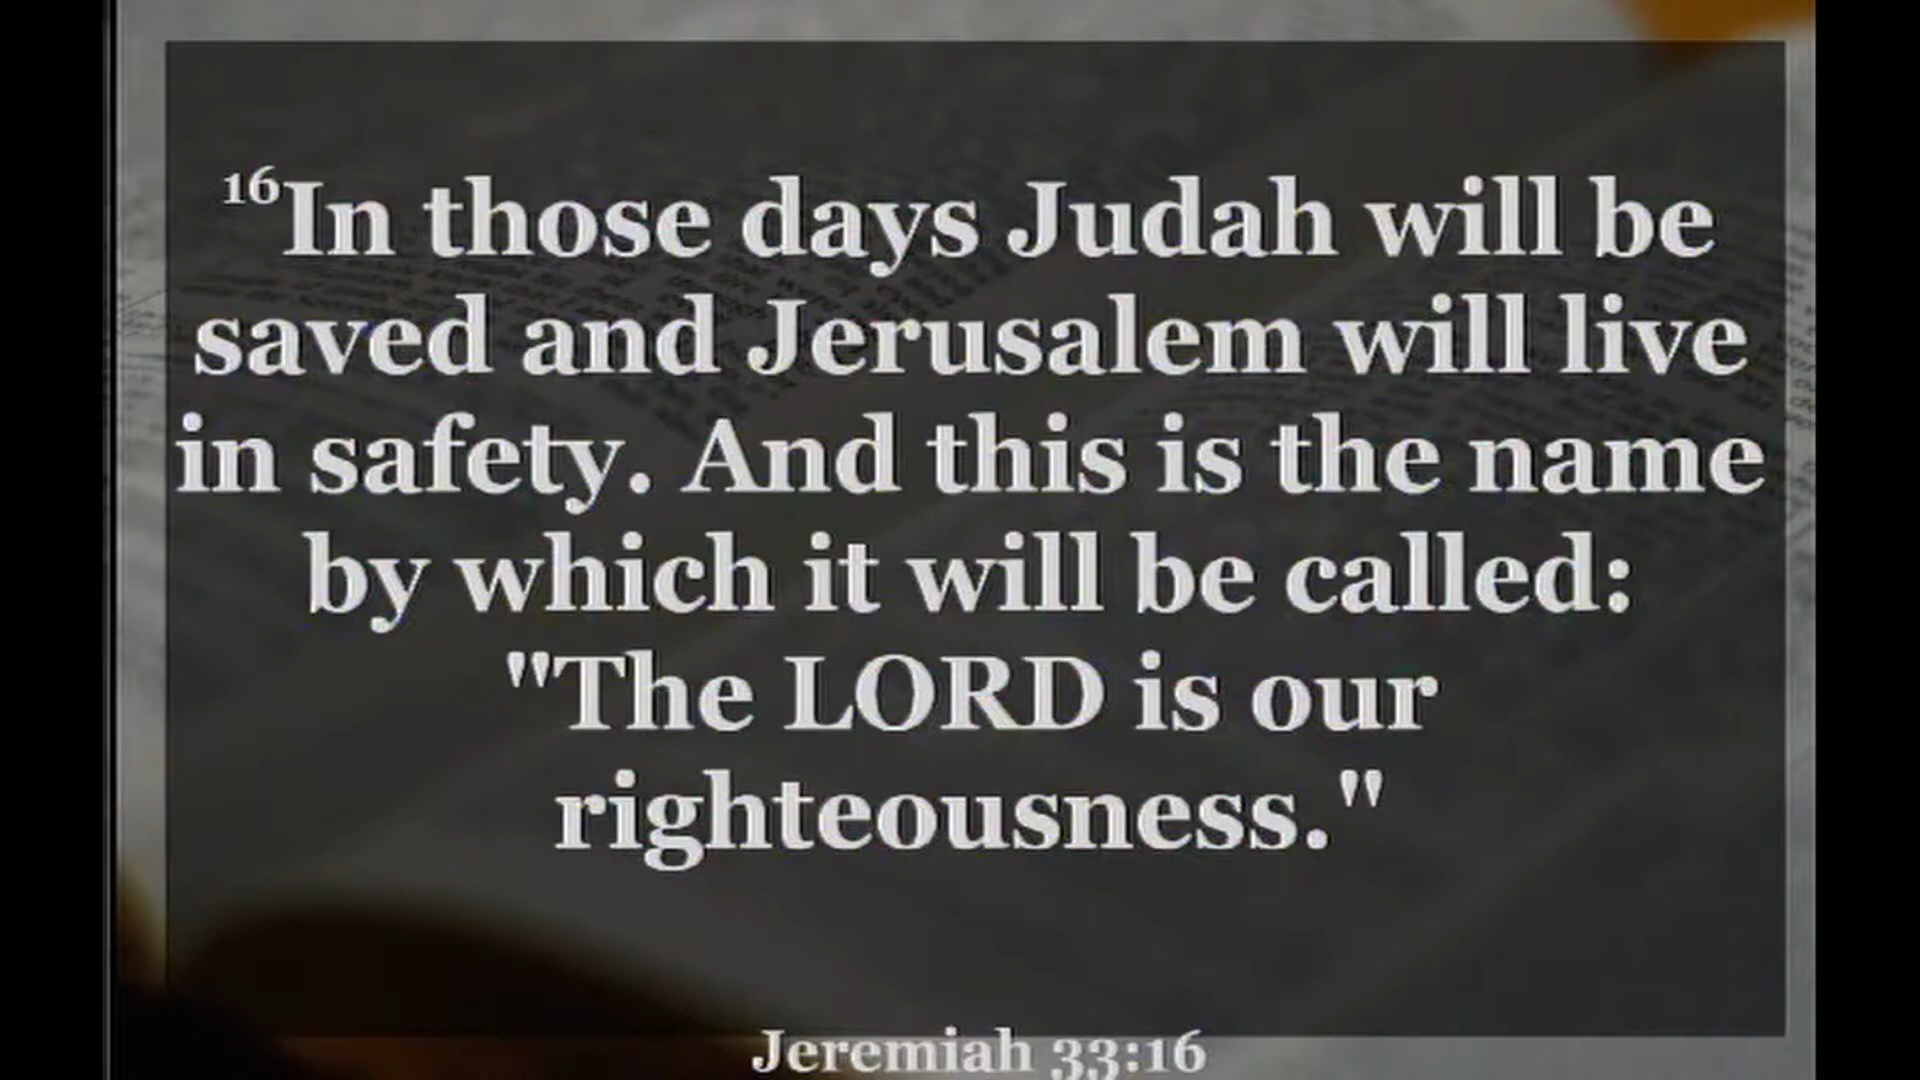 16In those days Judah will be
saved and Jerusalem will live
in safety. And this is the name
by which it will be called:
"The LORD is our
righteousness."
Jeremiah 33:16